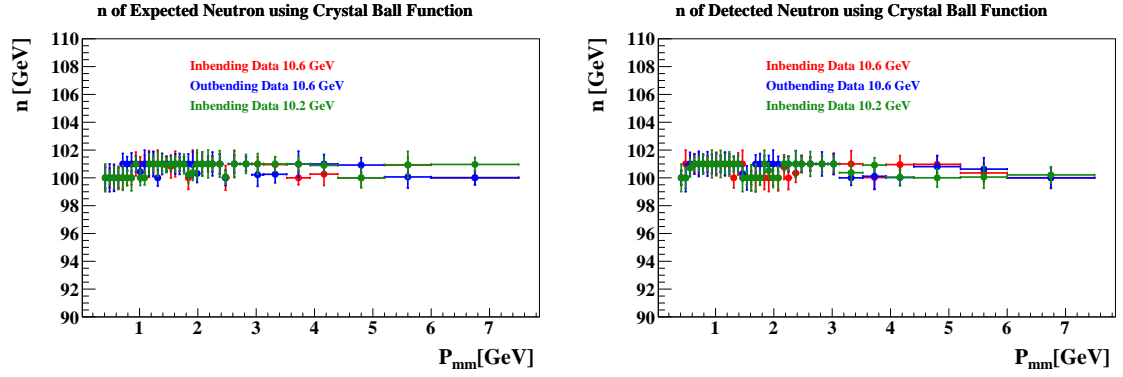 n of Expected Neutron using Crystal Ball Function
n [GeV]
110
108
106
104
102
100
98
96
94
92
90
Inbending Data 10.6 GeV
Outbending Data 10.6 GeV
Inbending Data 10.2 GeV
1 2 3 4 5 6 7
P_mm[GeV]
n of Detected Neutron using Crystal Ball Function
n [GeV]
110
108
106
104
102
100
98
96
94
92
90
Inbending Data 10.6 GeV
Outbending Data 10.6 GeV
Inbending Data 10.2 GeV
1 2 3 4 5 6 7
P_mm[GeV]